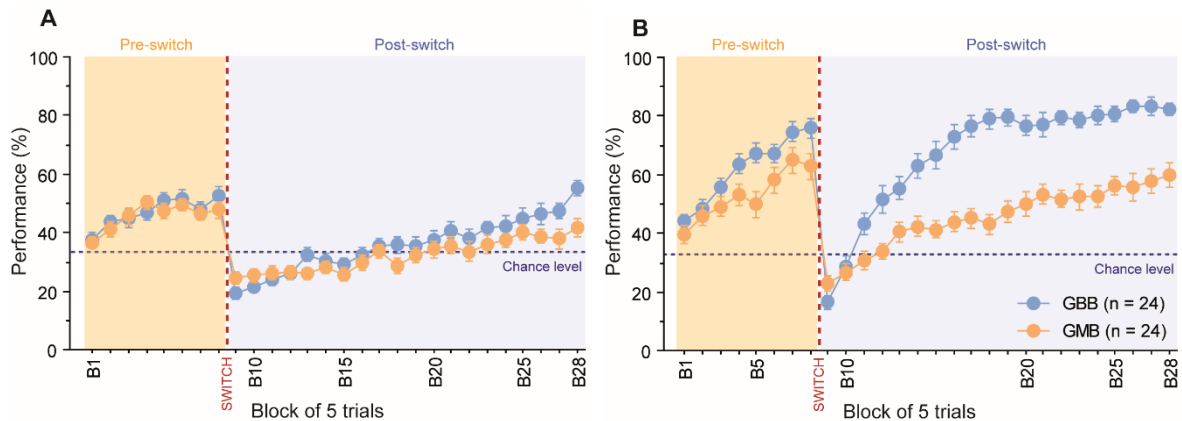 A
Pre-switch
Post-switch
100
80
60
40
20
0
Performance (%)
Chance level
B1
SWITCH
B10
B15
B20
B25
B28
Block of 5 trials
B
Pre-switch
Post-switch
100
80
60
40
20
0
Performance (%)
Chance level
GBB (n = 24)
GMB (n = 24)
B1
B5
SWITCH
B10
B20
B25
B28
Block of 5 trials